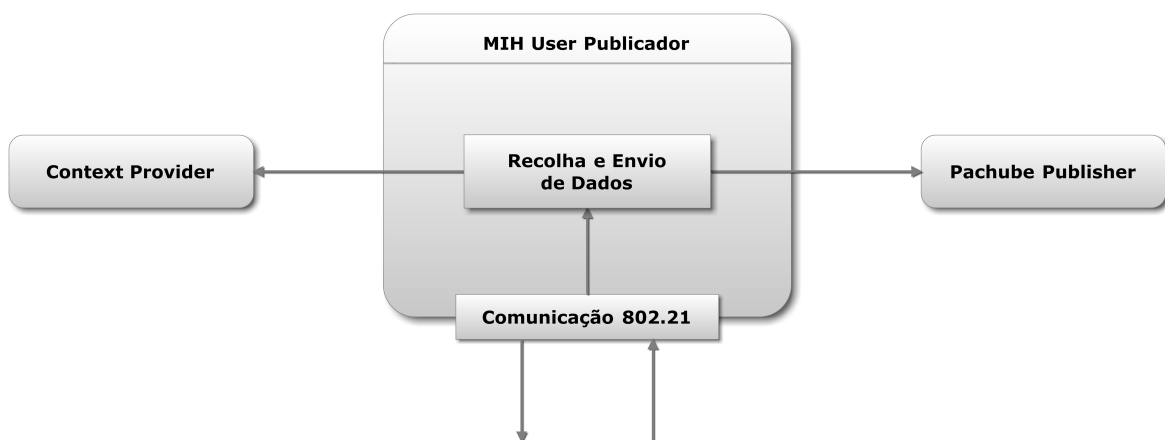 MIH User Publicador
Context Provider
Recolha e Envio
de Dados
Pachube Publisher
Comunicação 802.21